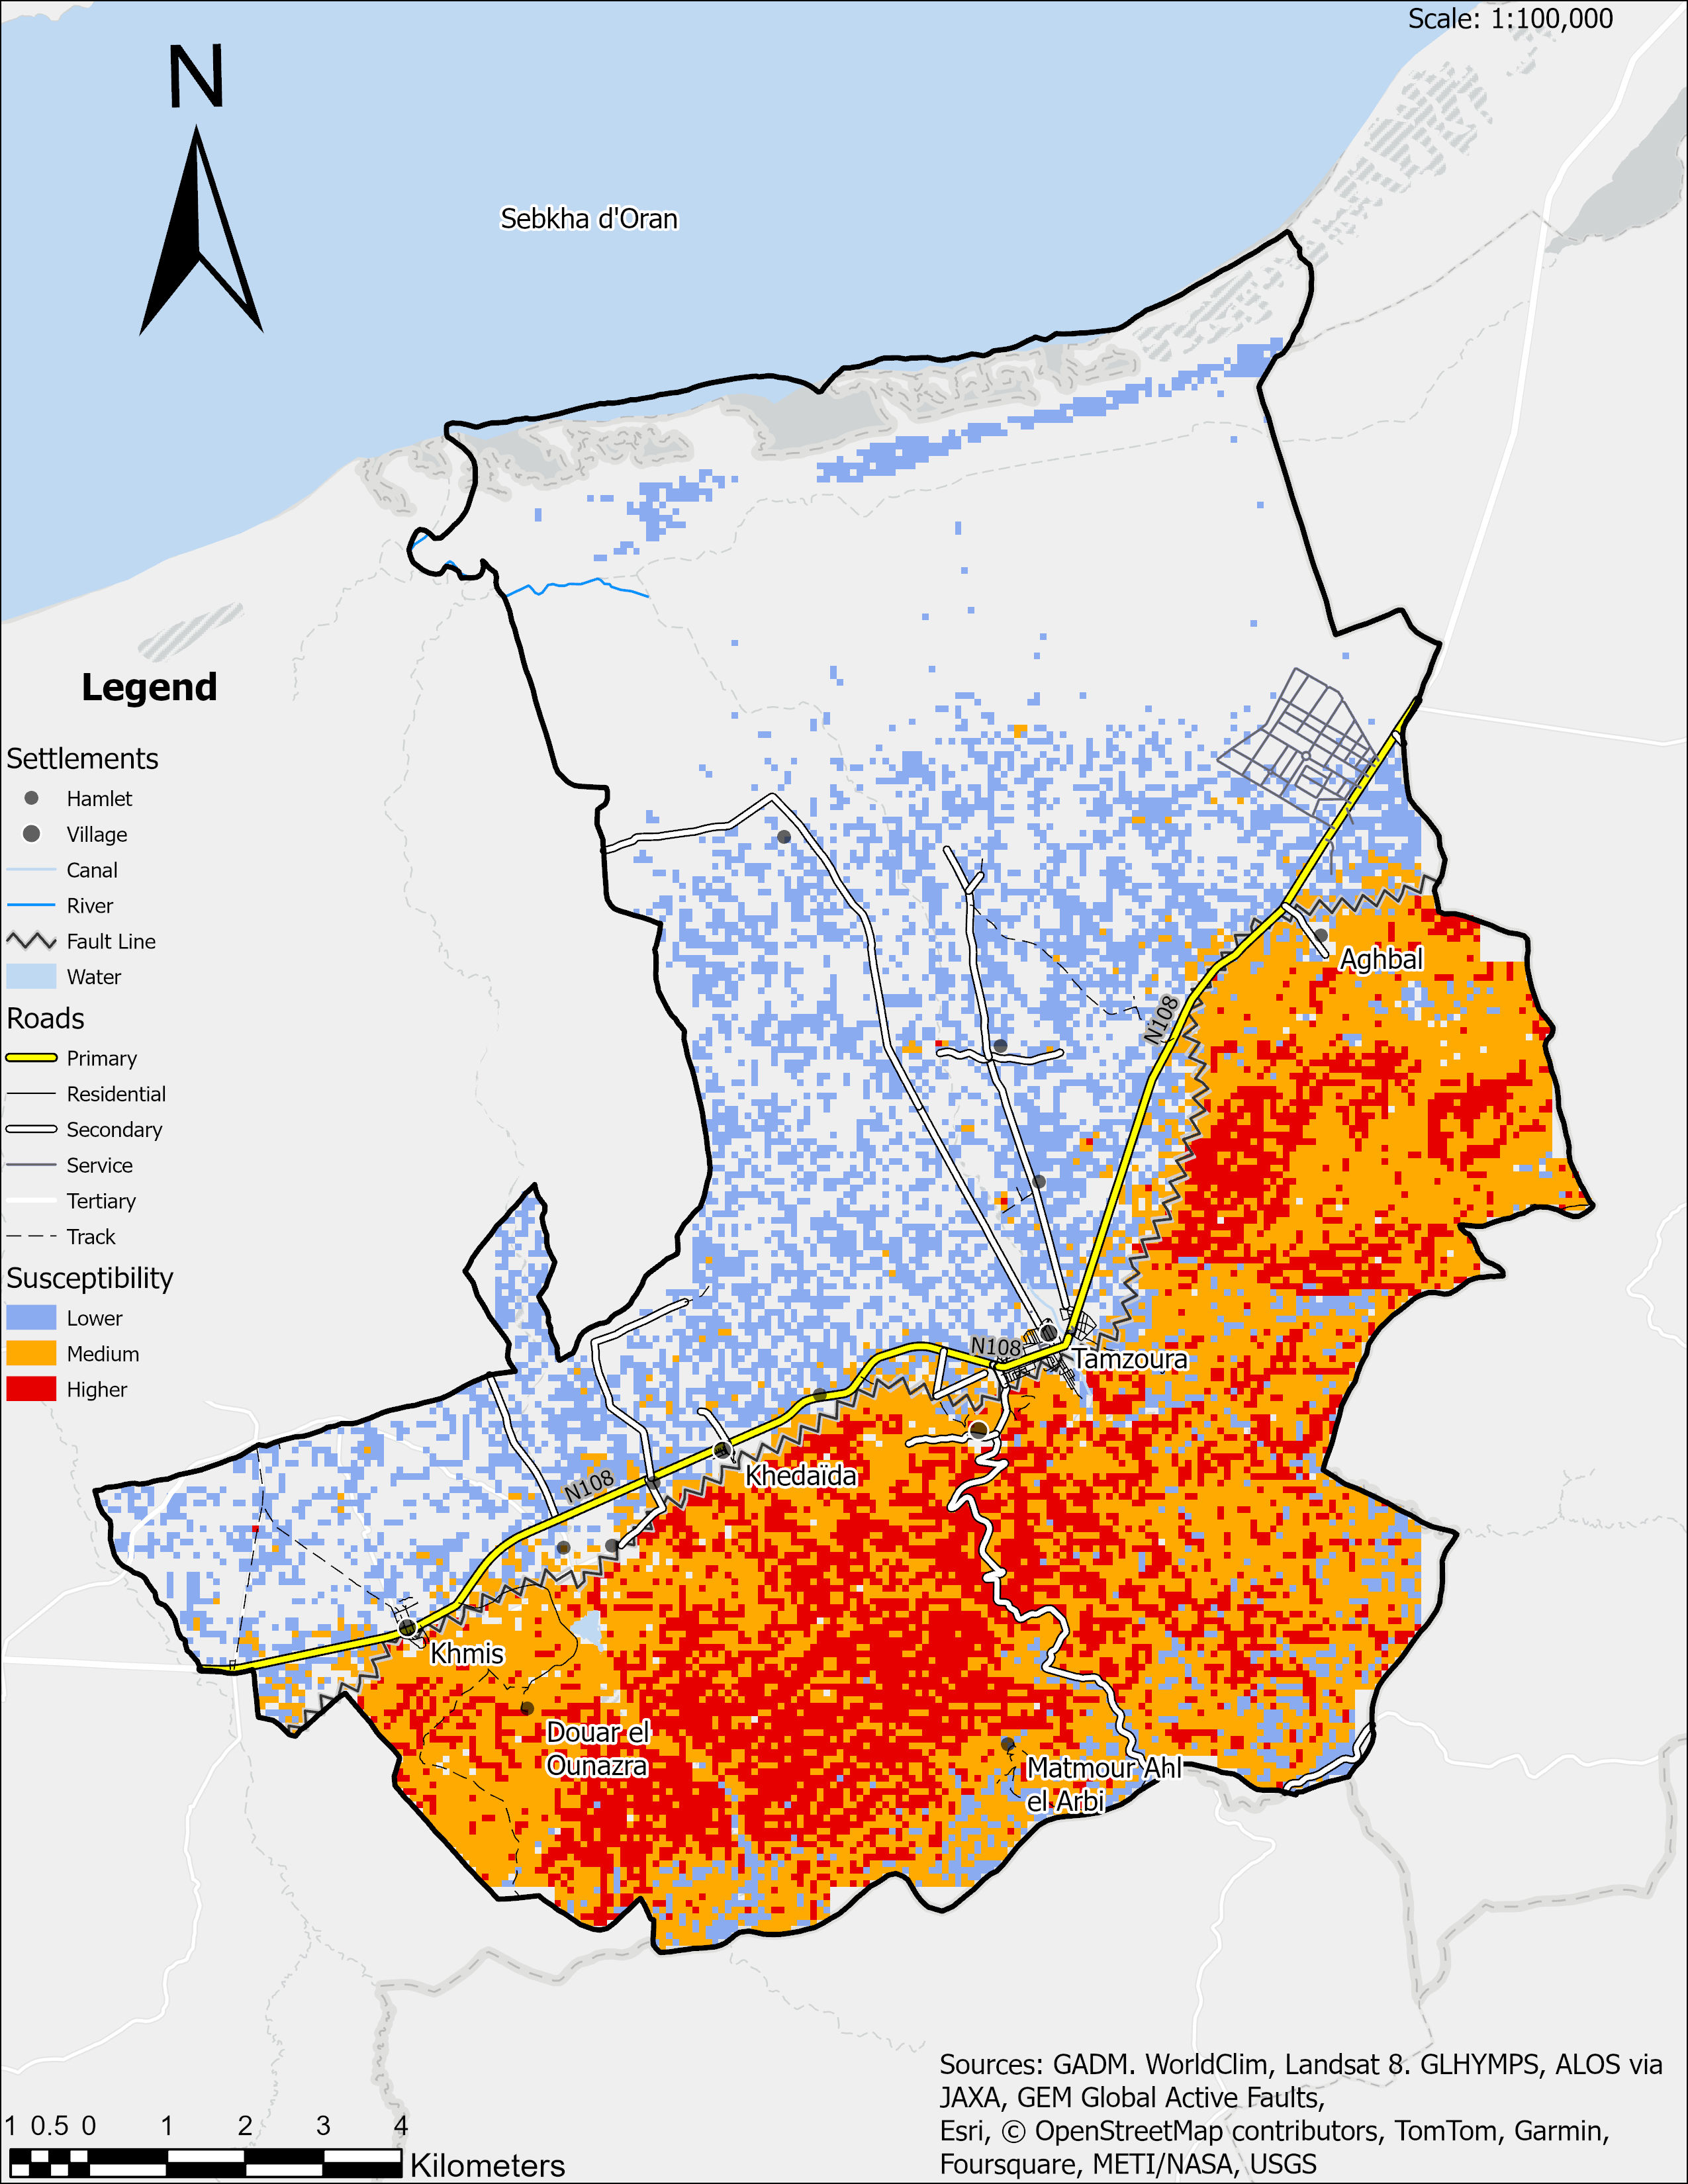 Scale: 1:100,000
N
Sebkha d'Oran
Legend
Settlements
Hamlet
Village
Canal
River
Fault Line
Water
Roads
Primary
Residential
Secondary
Service
Tertiary
Track
Susceptibility
Lower
Medium
Higher
Aghbal
N108
N108
Tamzoura
Khedaïda
N108
Khmis
Douar el
Ounazra
Matmour Ahl
el Arbi
Sources: GADM. WorldClim, Landsat 8. GLHYMPS, ALOS via
JAXA, GEM Global Active Faults,
Esri, © OpenStreetMap contributors, TomTom, Garmin,
Foursquare, METI/NASA, USGS
1 0.5 0 1 2 3 4
Kilometers